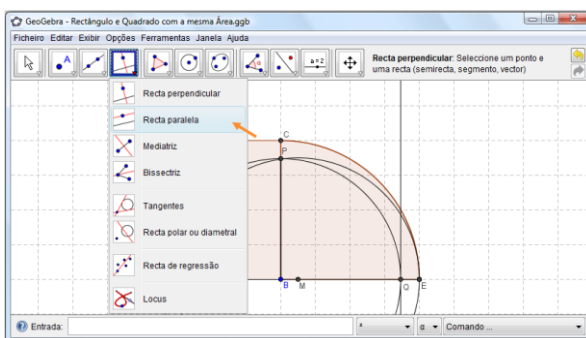 GeoGebra - Rectângulo e Quadrado com a mesma Área.ggb
Ficheiro Editar Exibir Opções Ferramentas Janela Ajuda
A
α
a=2
Recta perpendicular: Seleccione um ponto e
uma recta (semirecta, segmento, vector)
Recta perpendicular
Recta paralela
Mediatriz
Bissectriz
Tangentes
Recta polar ou diametral
Recta de regressão
Locus
C
P
B
M
Q
E
Entrada:
²
α
Comando ...